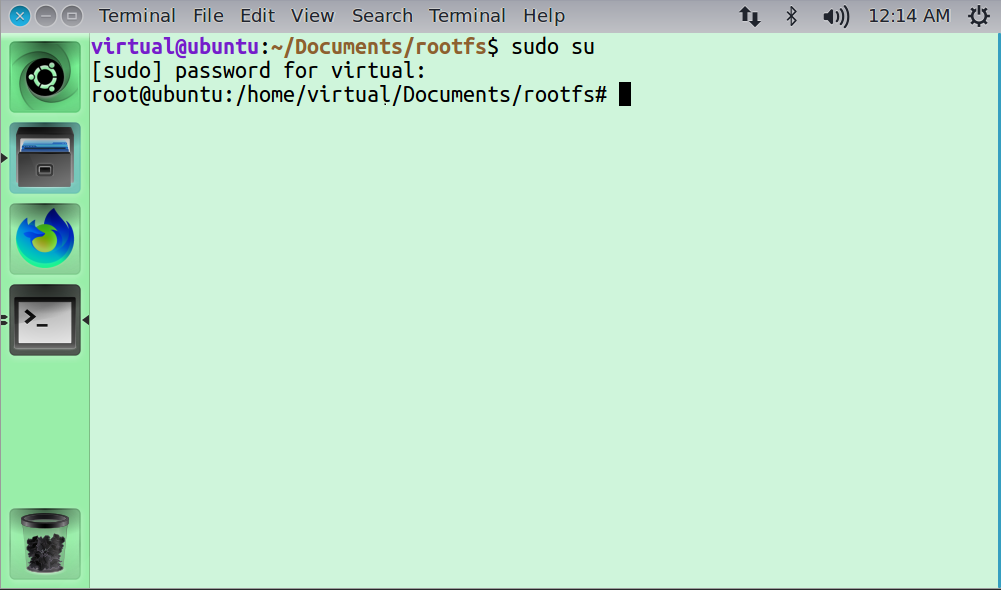 Terminal File Edit View Search Terminal Help 12:14 AM
virtual@ubuntu:~/Documents/rootfs$ sudo su
[sudo] password for virtual:
root@ubuntu:/home/virtual/Documents/rootfs#
>_